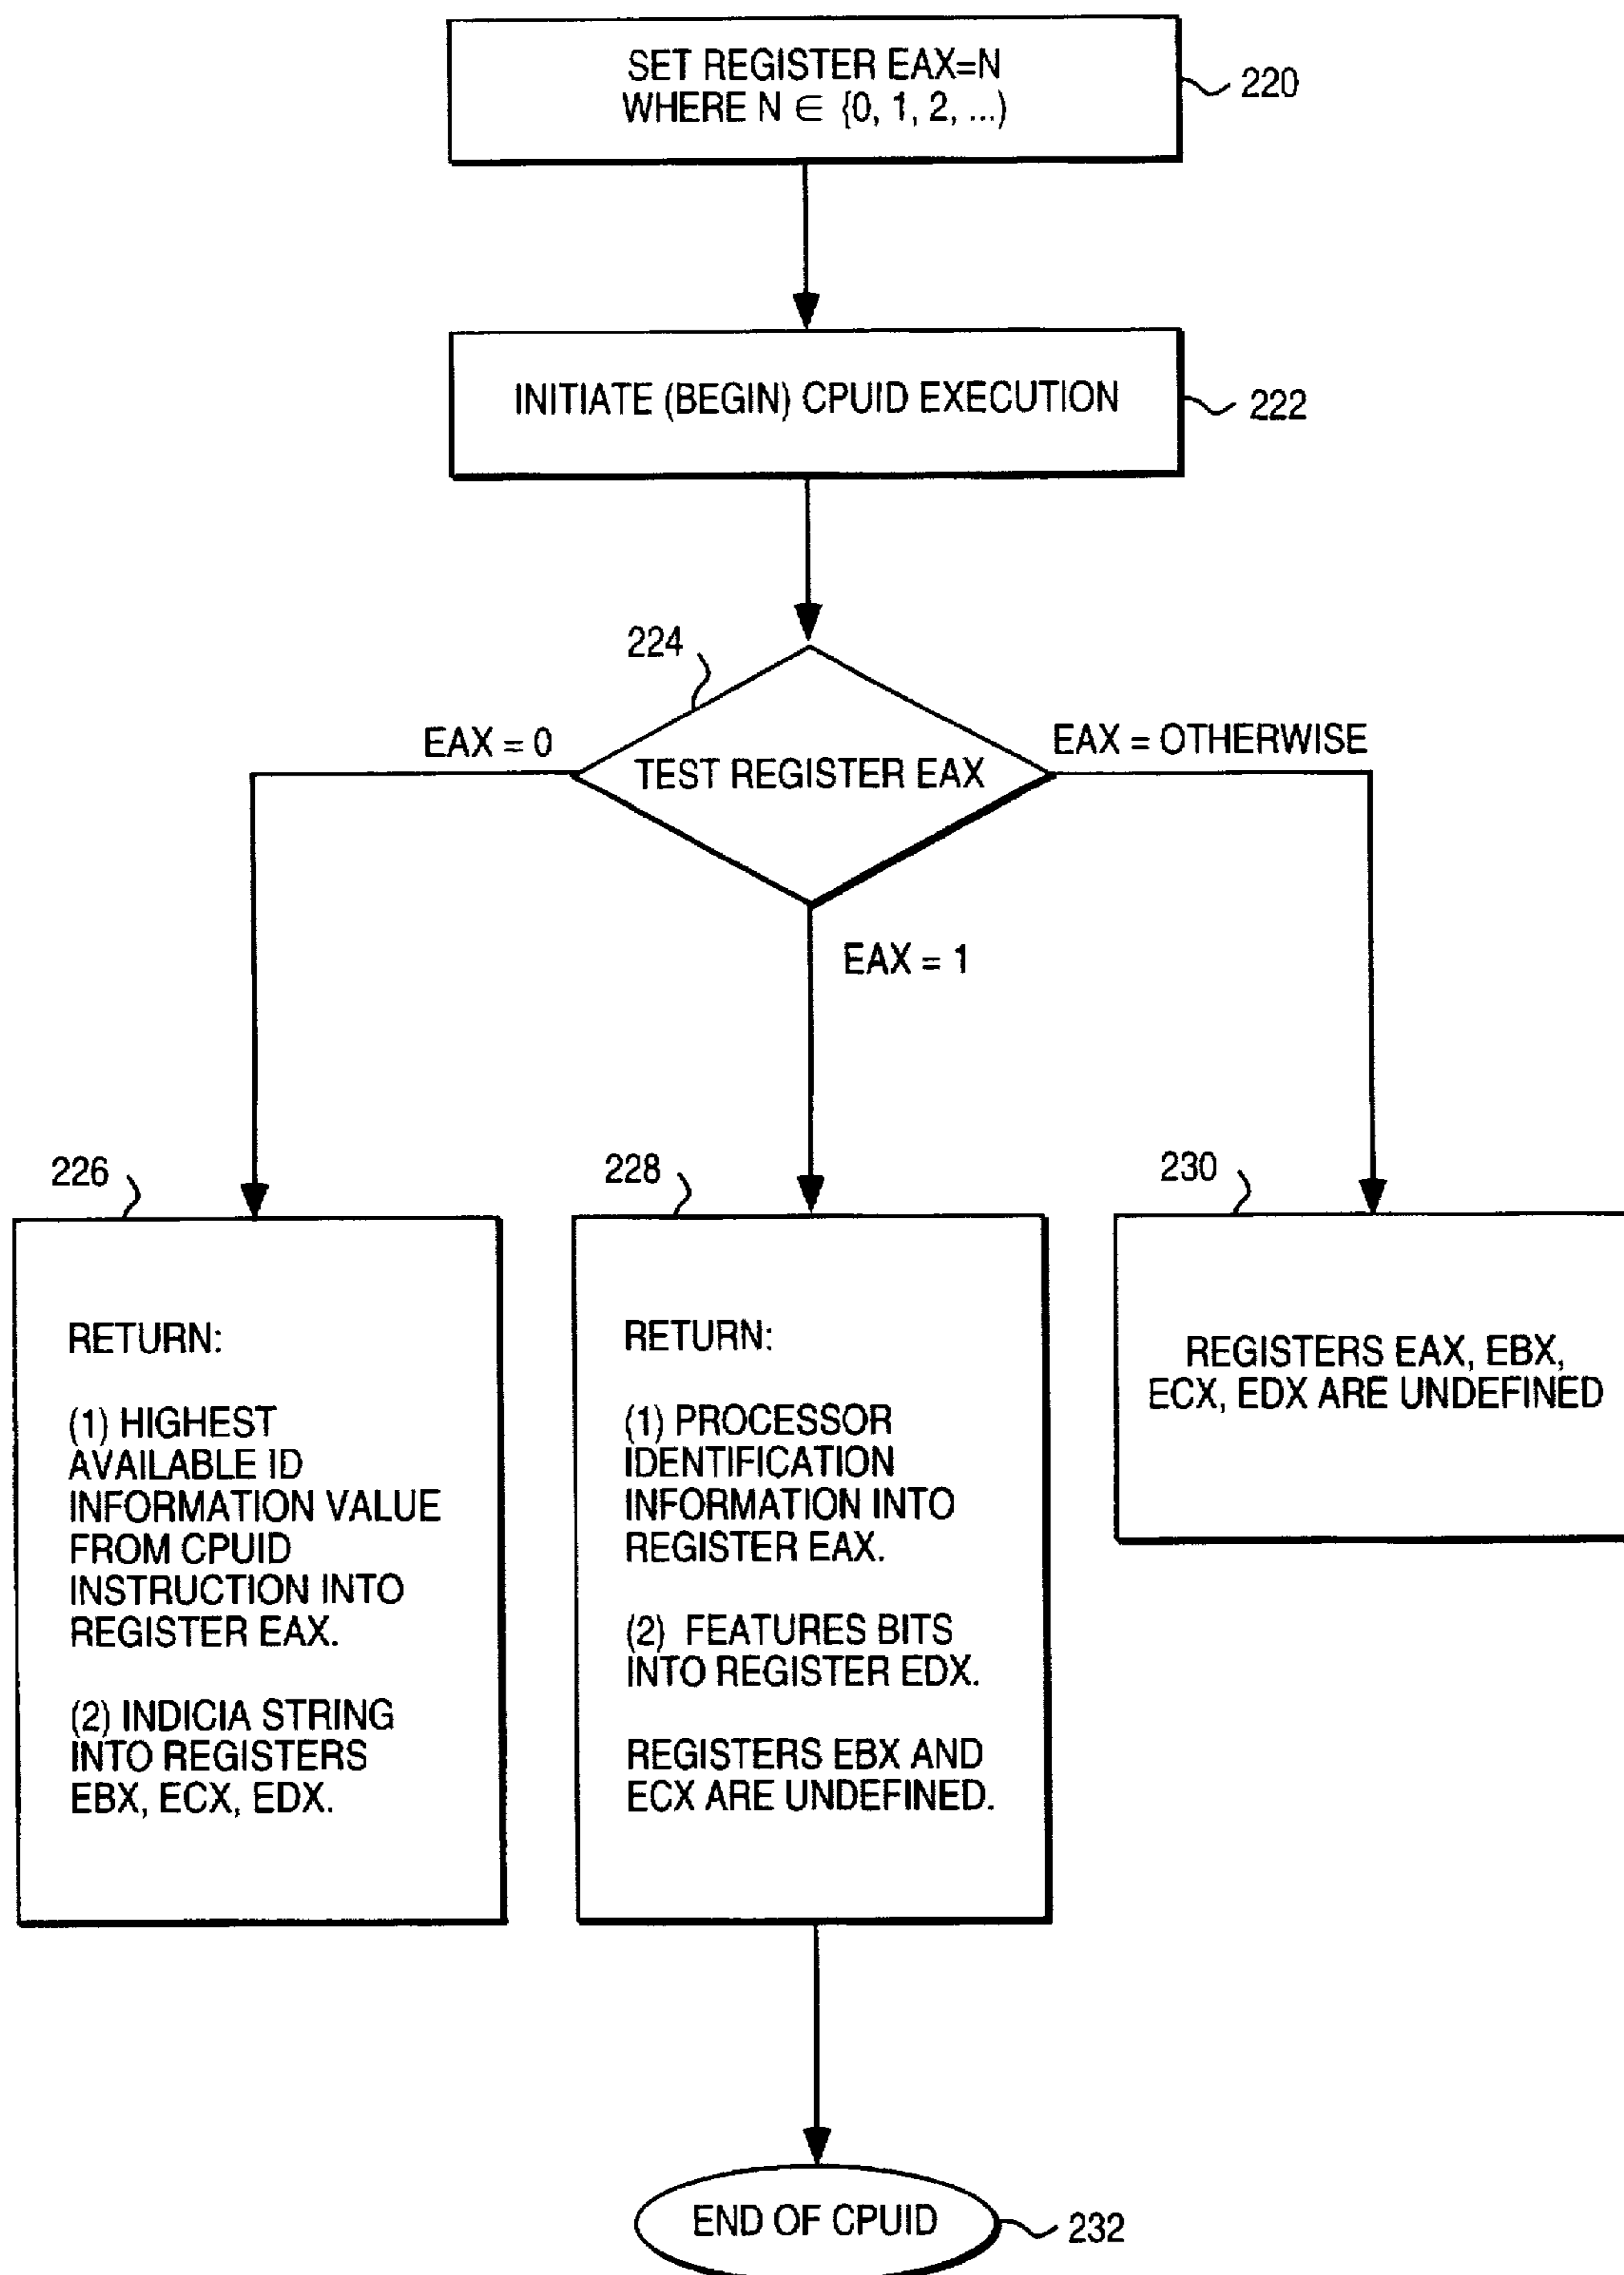 SET REGISTER EAX=N
WHERE N ∈ {0, 1, 2, ...)
220
INITIATE (BEGIN) CPUID EXECUTION
222
224
EAX = 0
TEST REGISTER EAX
EAX = OTHERWISE
EAX = 1
226
RETURN:
(1) HIGHEST
AVAILABLE ID
INFORMATION VALUE
FROM CPUID
INSTRUCTION INTO
REGISTER EAX.
(2) INDICIA STRING
INTO REGISTERS
EBX, ECX, EDX.
228
RETURN:
(1) PROCESSOR
IDENTIFICATION
INFORMATION INTO
REGISTER EAX.
(2) FEATURES BITS
INTO REGISTER EDX.
REGISTERS EBX AND
ECX ARE UNDEFINED.
230
REGISTERS EAX, EBX,
ECX, EDX ARE UNDEFINED
END OF CPUID
232